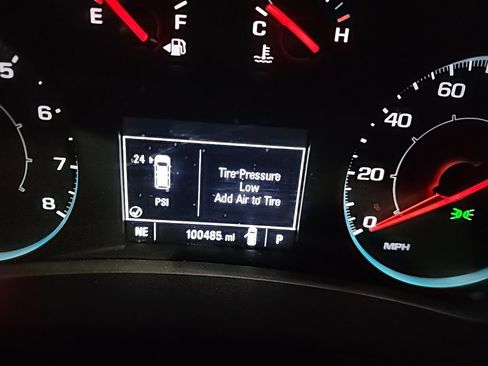 E F C H
5 6 7 8
24
PSI
Tire Pressure
Low
Add Air to Tire
NE 100485 mi P
0 20 40 60 80
MPH